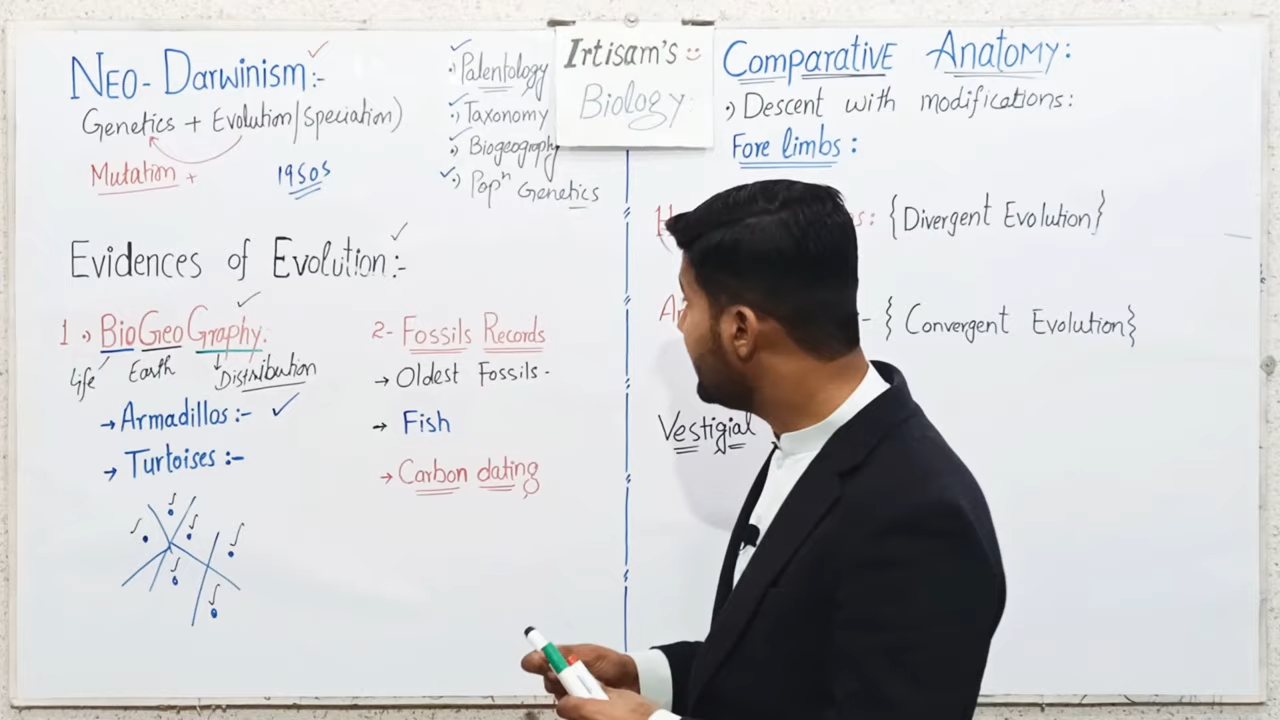 NEO- Darwinism:-
Genetics + Evolution/Speciation)
Mutation +
1950s
• Palentology
• Taxonomy
• Biogeography
• Popⁿ Genetics
Evidences of Evolution:-
1.) BioGeoGraphy:
life Earth Distribution
→ Armadillos:-
→ Turtoises:-
2- Fossils Records
→ Oldest Fossils-
→ Fish
→ Carbon dating
Irtisam's
Biology:
Comparative Anatomy:
•) Descent with modifications:
Fore limbs:
{Divergent Evolution}
{Convergent Evolution}
Vestigial